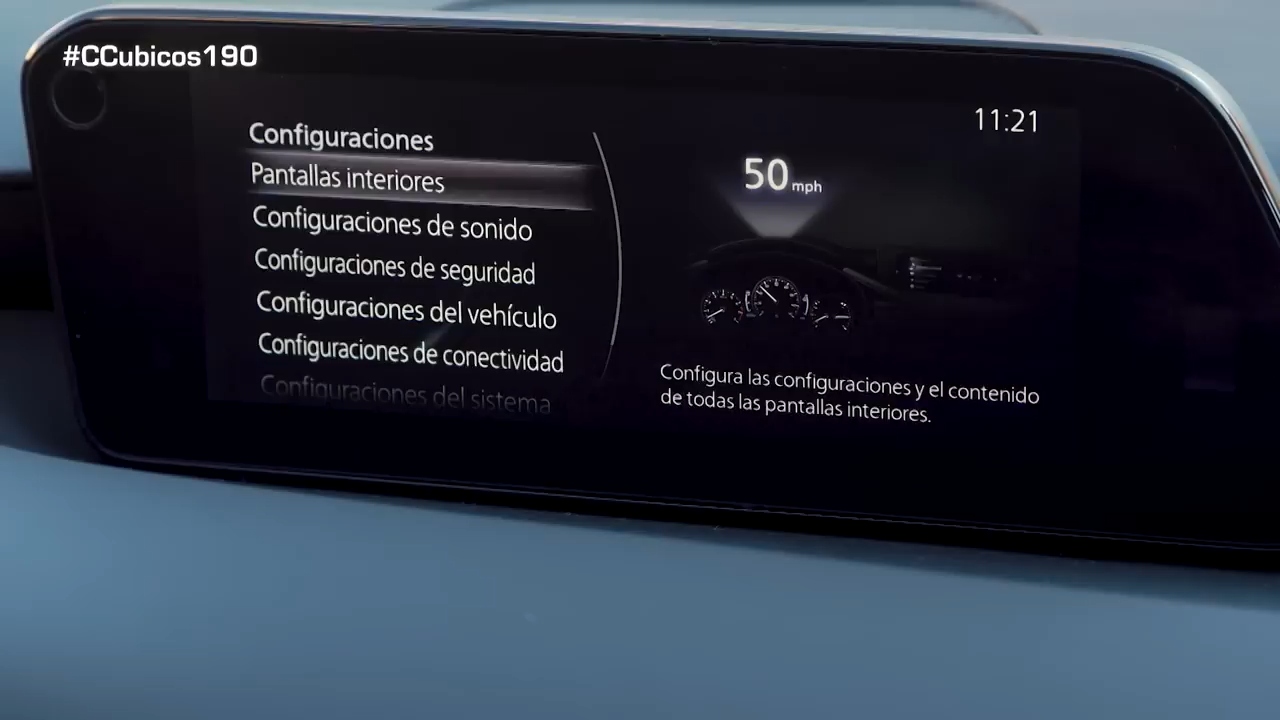 #CCubicos190
11:21
Configuraciones
Pantallas interiores
Configuraciones de sonido
Configuraciones de seguridad
Configuraciones del vehículo
Configuraciones de conectividad
Configuraciones del sistema
50 mph
Configura las configuraciones y el contenido
de todas las pantallas interiores.